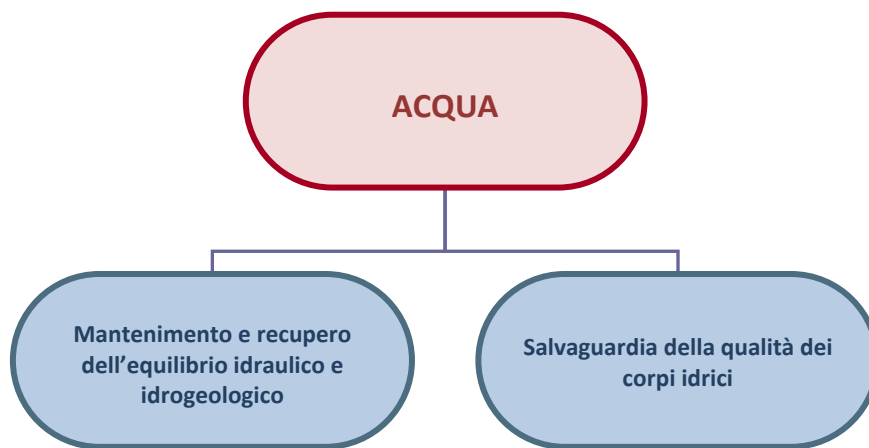 ACQUA
Mantenimento e recupero
dell’equilibrio idraulico e
idrogeologico
Salvaguardia della qualità dei
corpi idrici